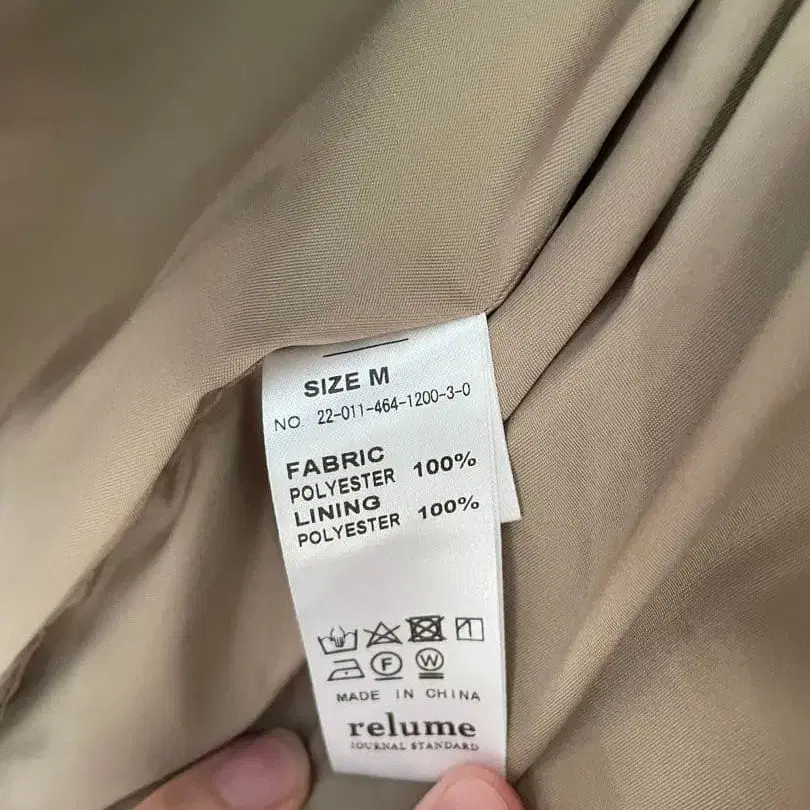 SIZE M
NO. 22-011-464-1200-3-0
FABRIC
POLYESTER 100%
LINING
POLYESTER 100%
F W
MADE IN CHINA
relume
JOURNAL STANDARD